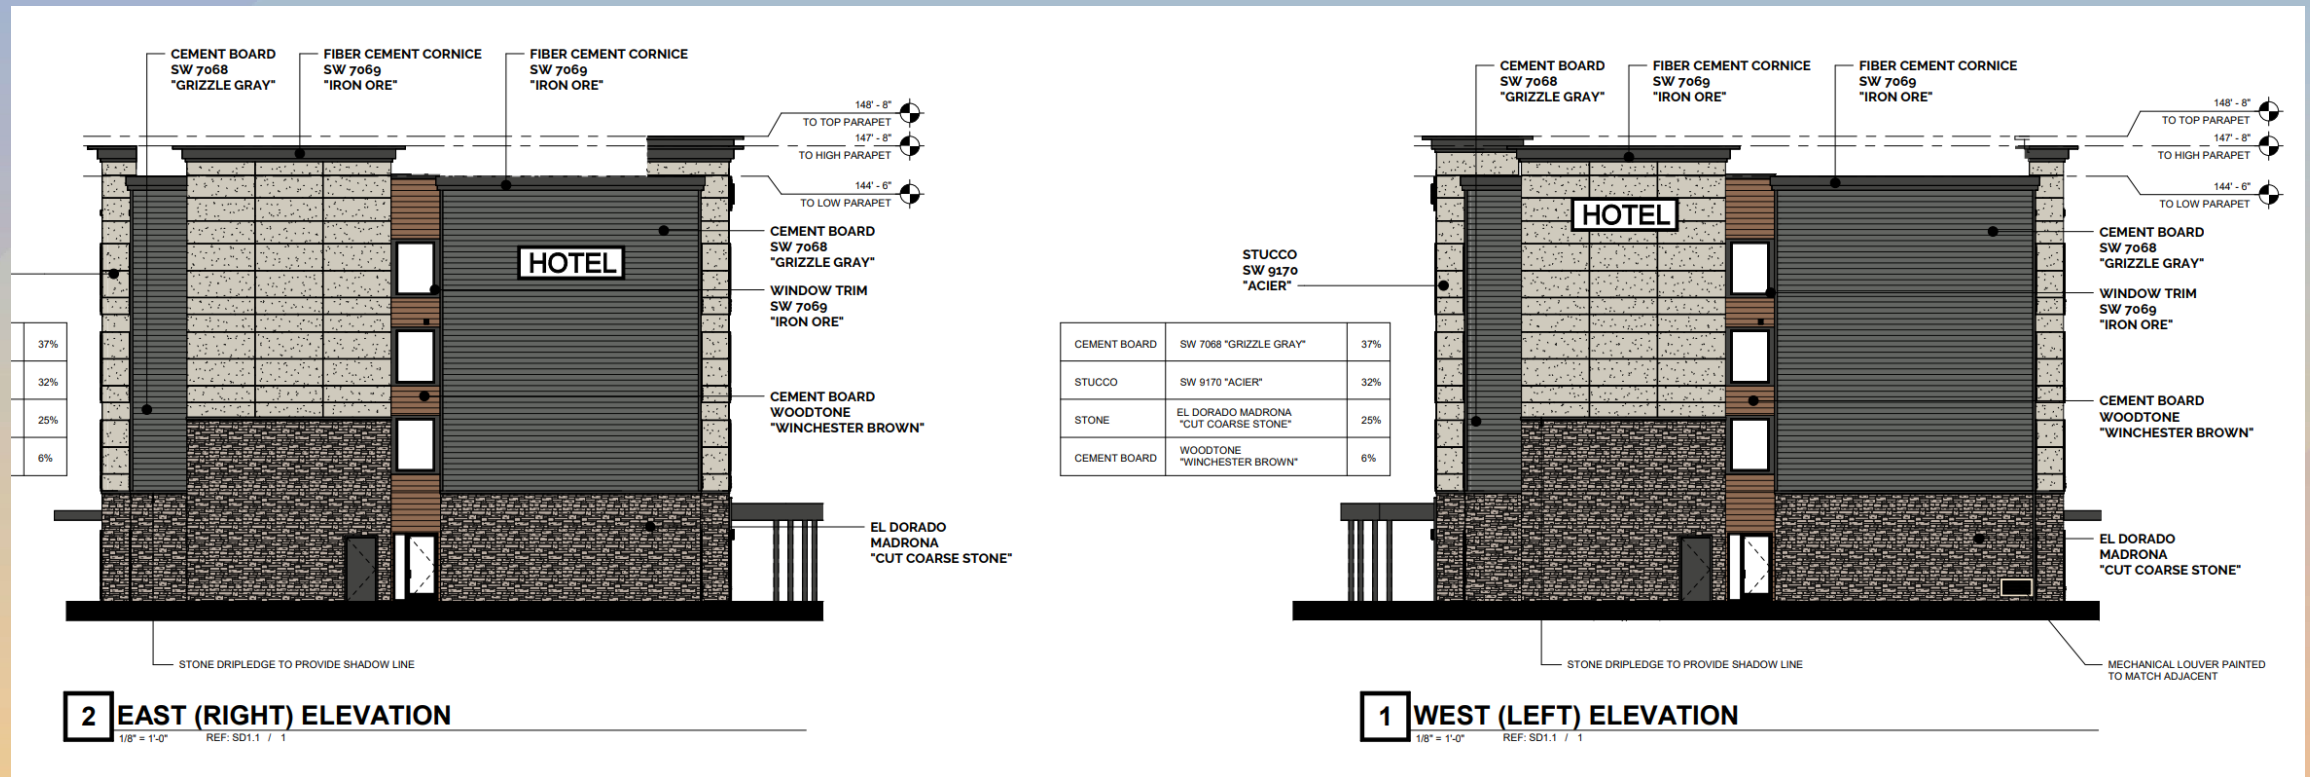 CEMENT BOARD
SW 7068
"GRIZZLE GRAY"
FIBER CEMENT CORNICE
SW 7069
"IRON ORE"
FIBER CEMENT CORNICE
SW 7069
"IRON ORE"
148' - 8"
TO TOP PARAPET
147' - 8"
TO HIGH PARAPET
144' - 6"
TO LOW PARAPET
CEMENT BOARD
SW 7068
"GRIZZLE GRAY"
HOTEL
WINDOW TRIM
SW 7069
"IRON ORE"
37%
32%
25%
6%
CEMENT BOARD
WOODTONE
"WINCHESTER BROWN"
EL DORADO
MADRONA
"CUT COARSE STONE"
STONE DRIPLEDGE TO PROVIDE SHADOW LINE
2 EAST (RIGHT) ELEVATION
1/8" = 1'-0" REF: SD1.1 / 1
CEMENT BOARD
SW 7068
"GRIZZLE GRAY"
FIBER CEMENT CORNICE
SW 7069
"IRON ORE"
FIBER CEMENT CORNICE
SW 7069
"IRON ORE"
148' - 8"
TO TOP PARAPET
147' - 8"
TO HIGH PARAPET
144' - 6"
TO LOW PARAPET
HOTEL
STUCCO
SW 9170
"ACIER"
CEMENT BOARD
SW 7068
"GRIZZLE GRAY"
WINDOW TRIM
SW 7069
"IRON ORE"
CEMENT BOARD SW 7068 "GRIZZLE GRAY" 37%
STUCCO SW 9170 "ACIER" 32%
STONE EL DORADO MADRONA
"CUT COARSE STONE" 25%
CEMENT BOARD WOODTONE
"WINCHESTER BROWN" 6%
CEMENT BOARD
WOODTONE
"WINCHESTER BROWN"
EL DORADO
MADRONA
"CUT COARSE STONE"
STONE DRIPLEDGE TO PROVIDE SHADOW LINE
MECHANICAL LOUVER PAINTED
TO MATCH ADJACENT
1 WEST (LEFT) ELEVATION
1/8" = 1'-0" REF: SD1.1 / 1